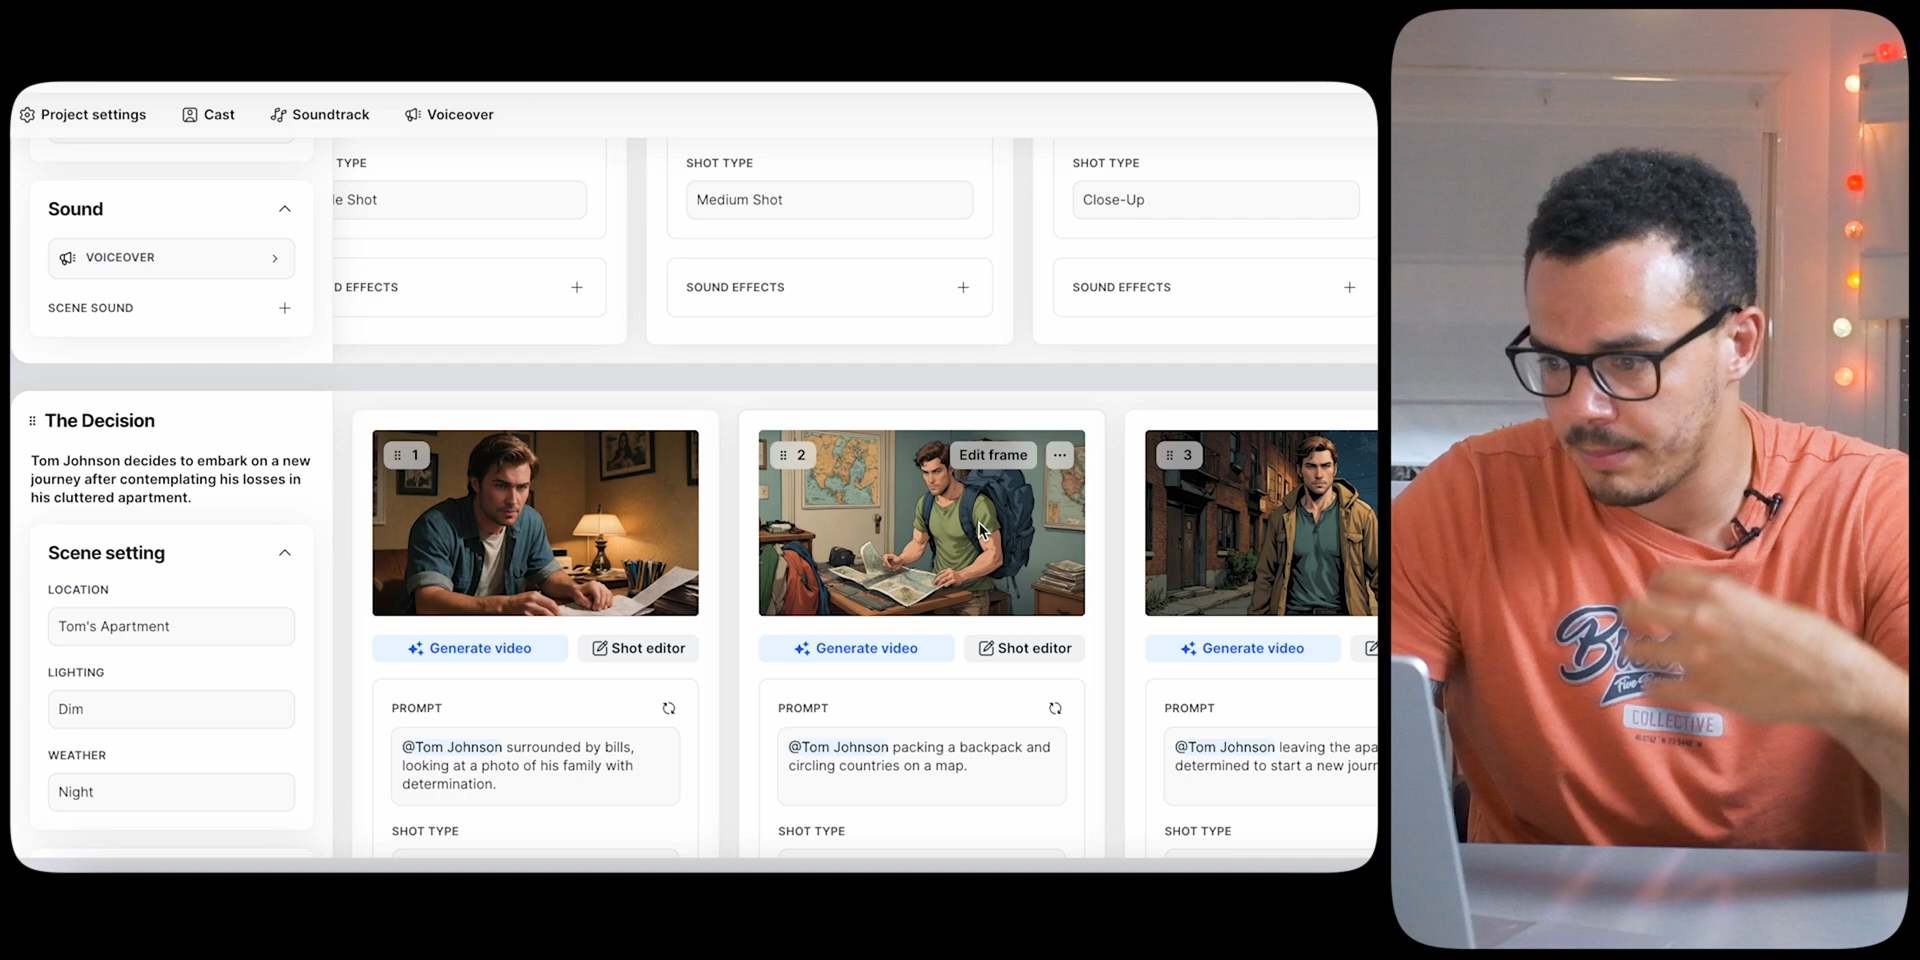 Project settings
Cast
Soundtrack
Voiceover
TYPE
SHOT TYPE
SHOT TYPE
Sound
le Shot
Medium Shot
Close-Up
VOICEOVER
D EFFECTS
SOUND EFFECTS
SOUND EFFECTS
SCENE SOUND
The Decision
Tom Johnson decides to embark on a new
journey after contemplating his losses in
his cluttered apartment.
Scene setting
LOCATION
Tom's Apartment
LIGHTING
Dim
WEATHER
Night
1
Generate video
Shot editor
PROMPT
@Tom Johnson surrounded by bills,
looking at a photo of his family with
determination.
SHOT TYPE
2
Edit frame
Generate video
Shot editor
PROMPT
@Tom Johnson packing a backpack and
circling countries on a map.
SHOT TYPE
3
Generate video
PROMPT
@Tom Johnson leaving the apa
determined to start a new journ
SHOT TYPE
COLLECTIVE